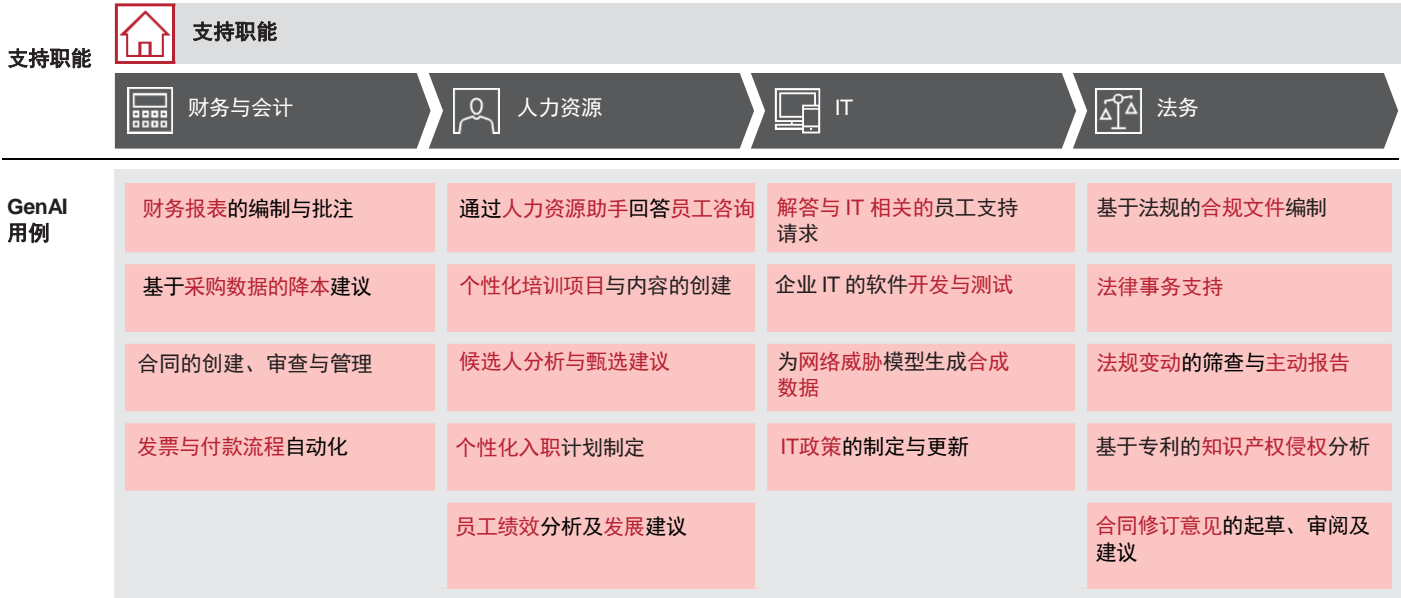 支持职能
支持职能
财务与会计
人力资源
IT
法务
GenAI
用例
财务报表的编制与批注
通过人力资源助手回答员工咨询
解答与 IT 相关的员工支持
请求
基于法规的合规文件编制
基于采购数据的降本建议
个性化培训项目与内容的创建
企业 IT 的软件开发与测试
法律事务支持
合同的创建、审查与管理
候选人分析与甄选建议
为网络威胁模型生成合成
数据
法规变动的筛查与主动报告
发票与付款流程自动化
个性化入职计划制定
IT政策的制定与更新
基于专利的知识产权侵权分析
员工绩效分析及发展建议
合同修订意见的起草、审阅及
建议